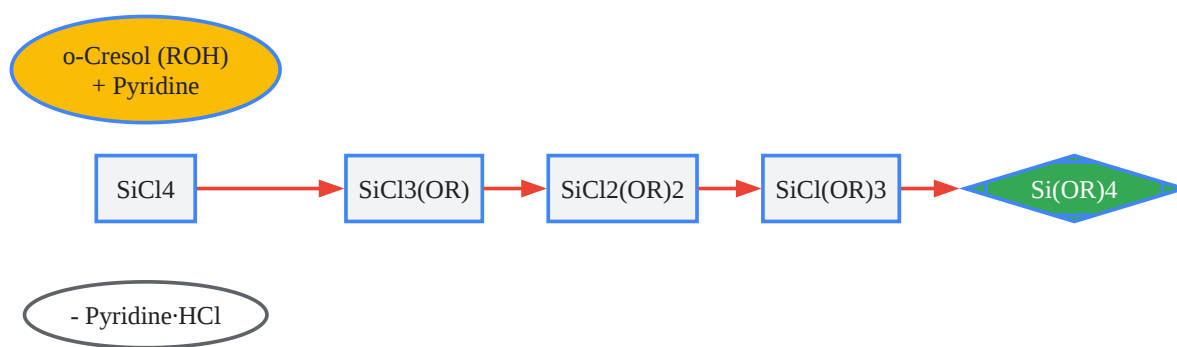 o-Cresol (ROH)
+ Pyridine
SiCl4
SiCl3(OR)
SiCl2(OR)2
SiCl(OR)3
Si(OR)4
- Pyridine·HCl